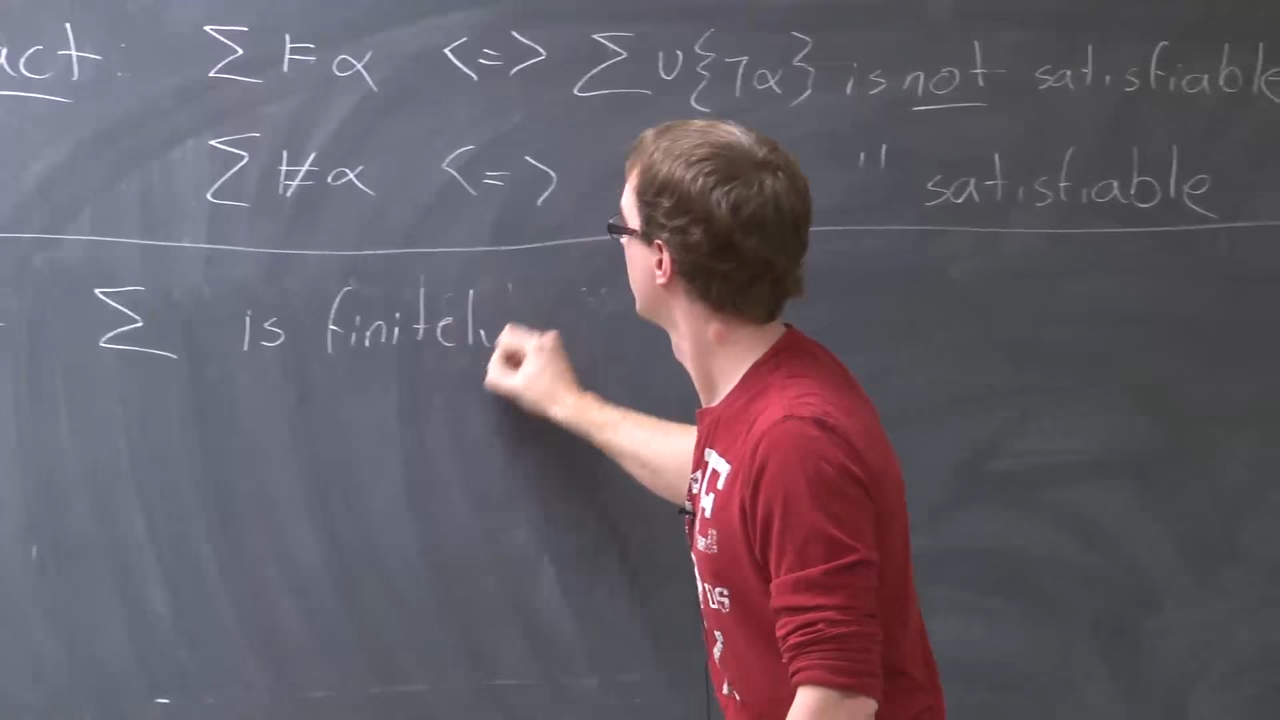 act: Σ ⊨ α <=> Σ ∪ {¬α} is not satisfiable
Σ ⊭ α <=> " satisfiable
Σ is finitely